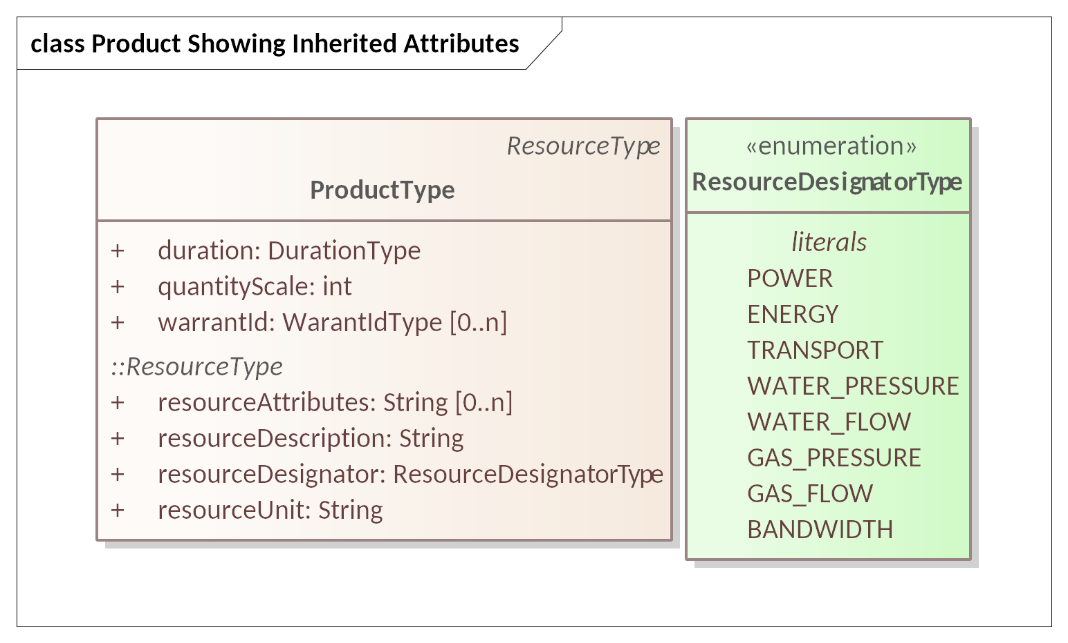 class Product Showing Inherited Attributes
ResourceType
ProductType
+ duration: DurationType
+ quantityScale: int
+ warrantId: WarantIdType [0..n]
::ResourceType
+ resourceAttributes: String [0..n]
+ resourceDescription: String
+ resourceDesignator: ResourceDesignatorType
+ resourceUnit: String
«enumeration»
ResourceDesignatorType
literals
POWER
ENERGY
TRANSPORT
WATER_PRESSURE
WATER_FLOW
GAS_PRESSURE
GAS_FLOW
BANDWIDTH